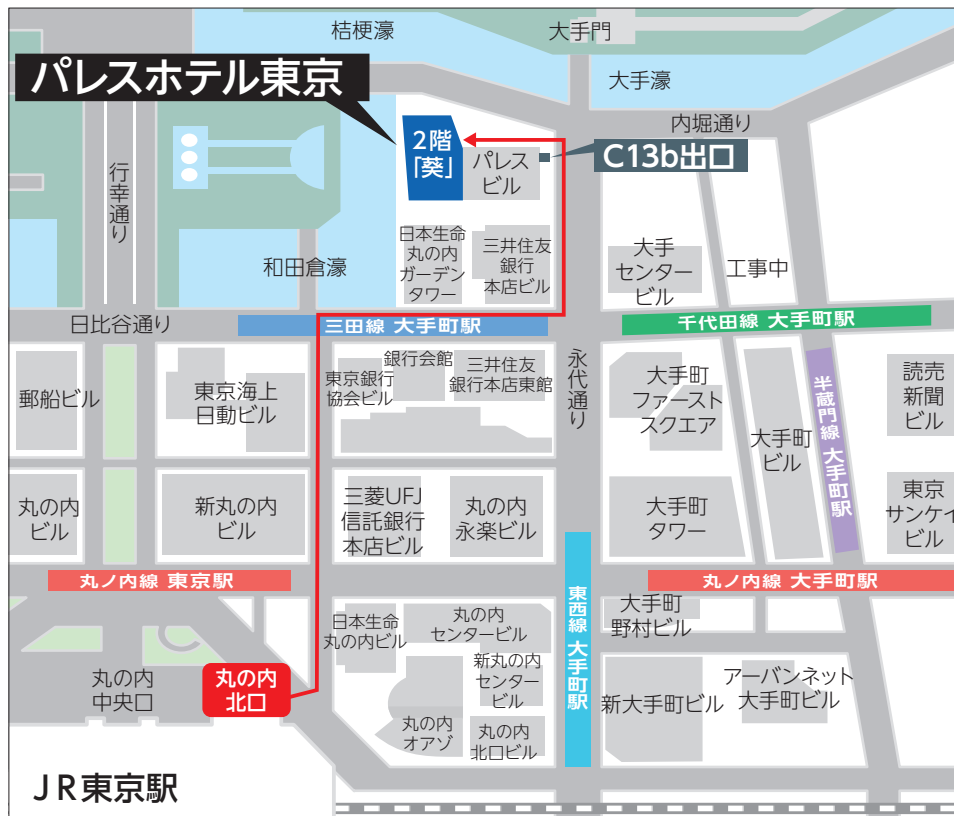 桔梗濠
大手門
大手濠
パレスホテル東京
内堀通り
2階
「葵」
パレス
ビル
C13b出口
行幸通り
和田倉濠
日本生命
丸の内
ガーデン
タワー
三井住友
銀行
本店ビル
大手
センター
ビル
工事中
日比谷通り
三田線 大手町駅
千代田線 大手町駅
郵船ビル
東京海上
日動ビル
東京銀行
協会ビル
銀行会館
三井住友
銀行本店東館
永代通り
大手町
ファースト
スクエア
大手町
ビル
半蔵門線 大手町駅
読売
新聞
ビル
丸の内
ビル
新丸の内
ビル
三菱UFJ
信託銀行
本店ビル
丸の内
永楽ビル
大手町
タワー
東京
サンケイ
ビル
丸ノ内線 東京駅
丸ノ内線 大手町駅
東西線 大手町駅
日本生命
丸の内ビル
丸の内
センタービル
大手町
野村ビル
新丸の内
センター
ビル
丸の内
中央口
丸の内
北口
丸の内
オアゾ
丸の内
北口ビル
新大手町ビル
アーバンネット
大手町ビル
JR東京駅